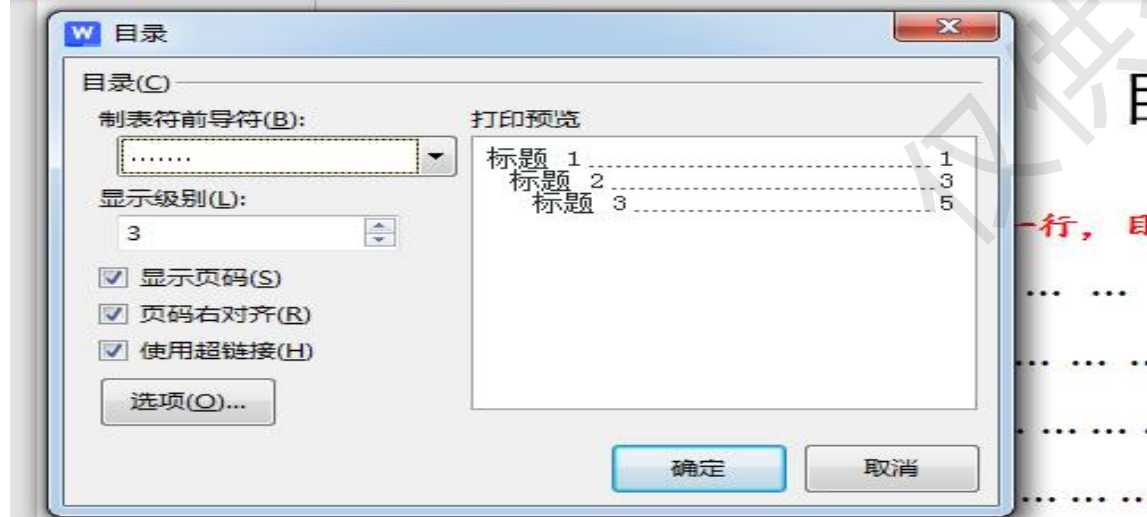 目录
目录(C)
制表符前导符(B):
.......
显示级别(L):
3
显示页码(S)
页码右对齐(R)
使用超链接(H)
选项(O)...
打印预览
标题 1..............................1
标题 2..............................3
标题 3..............................5
确定
取消
一行，
仅供